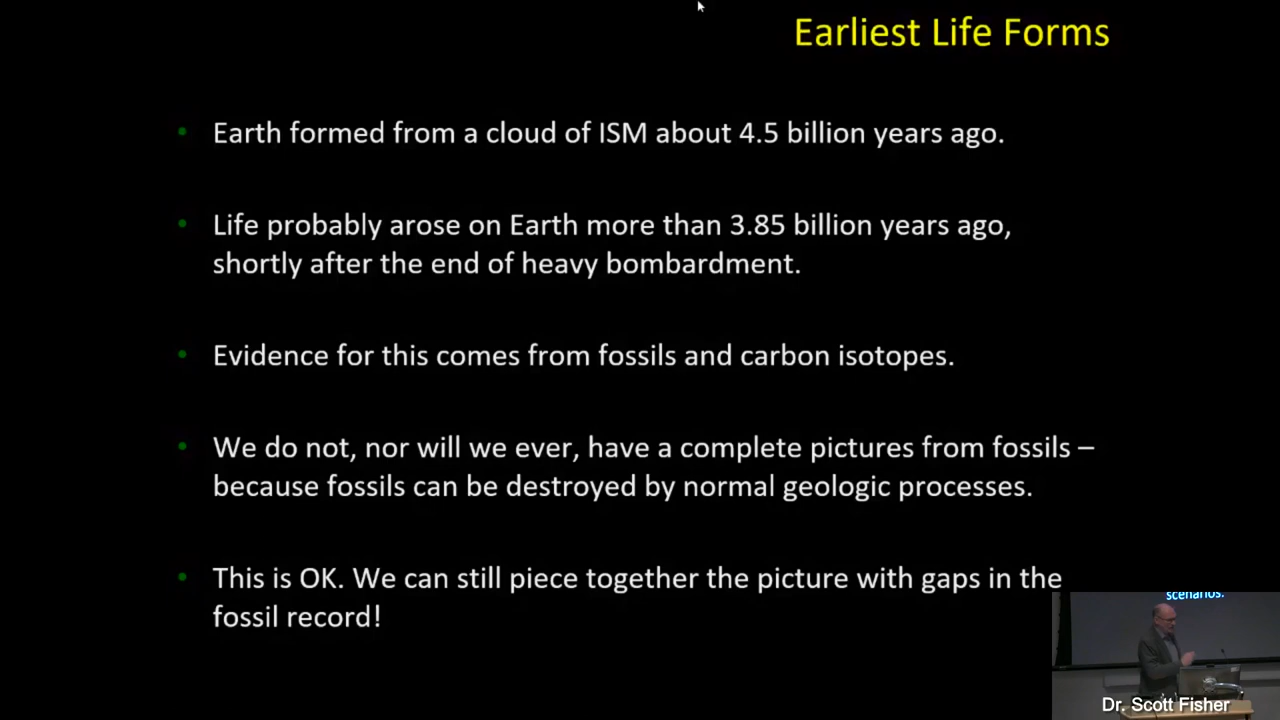 Earliest Life Forms
• Earth formed from a cloud of ISM about 4.5 billion years ago.
• Life probably arose on Earth more than 3.85 billion years ago,
shortly after the end of heavy bombardment.
• Evidence for this comes from fossils and carbon isotopes.
• We do not, nor will we ever, have a complete pictures from fossils –
because fossils can be destroyed by normal geologic processes.
• This is OK. We can still piece together the picture with gaps in the
fossil record!
scenarios.
Dr. Scott Fisher